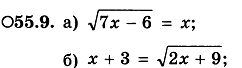 ○55.9. а) √(7x − 6) = x;
б) x + 3 = √(2x + 9);